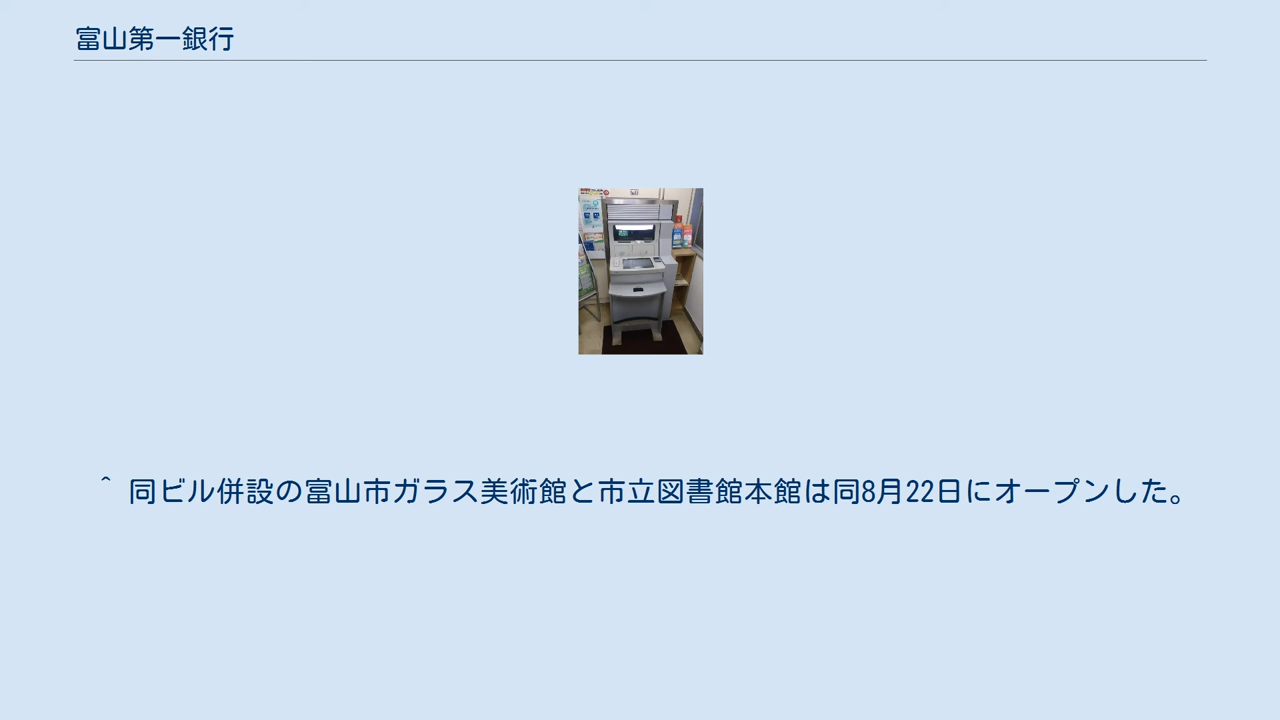 富山第一銀行
^ 同ビル併設の富山市ガラス美術館と市立図書館本館は同8月22日にオープンした。